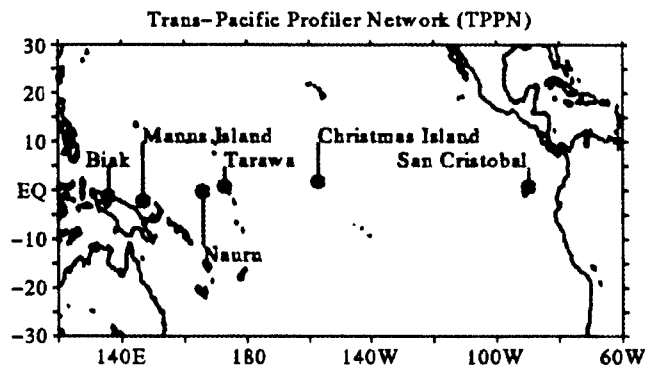 Trans-Pacific Profiler Network (TPPN)
30
20
10
EQ
-10
-20
-30
Biak
Manus Island
Tarawa
Christmas Island
San Cristobal
Nauru
140E
180
140W
100W
60W